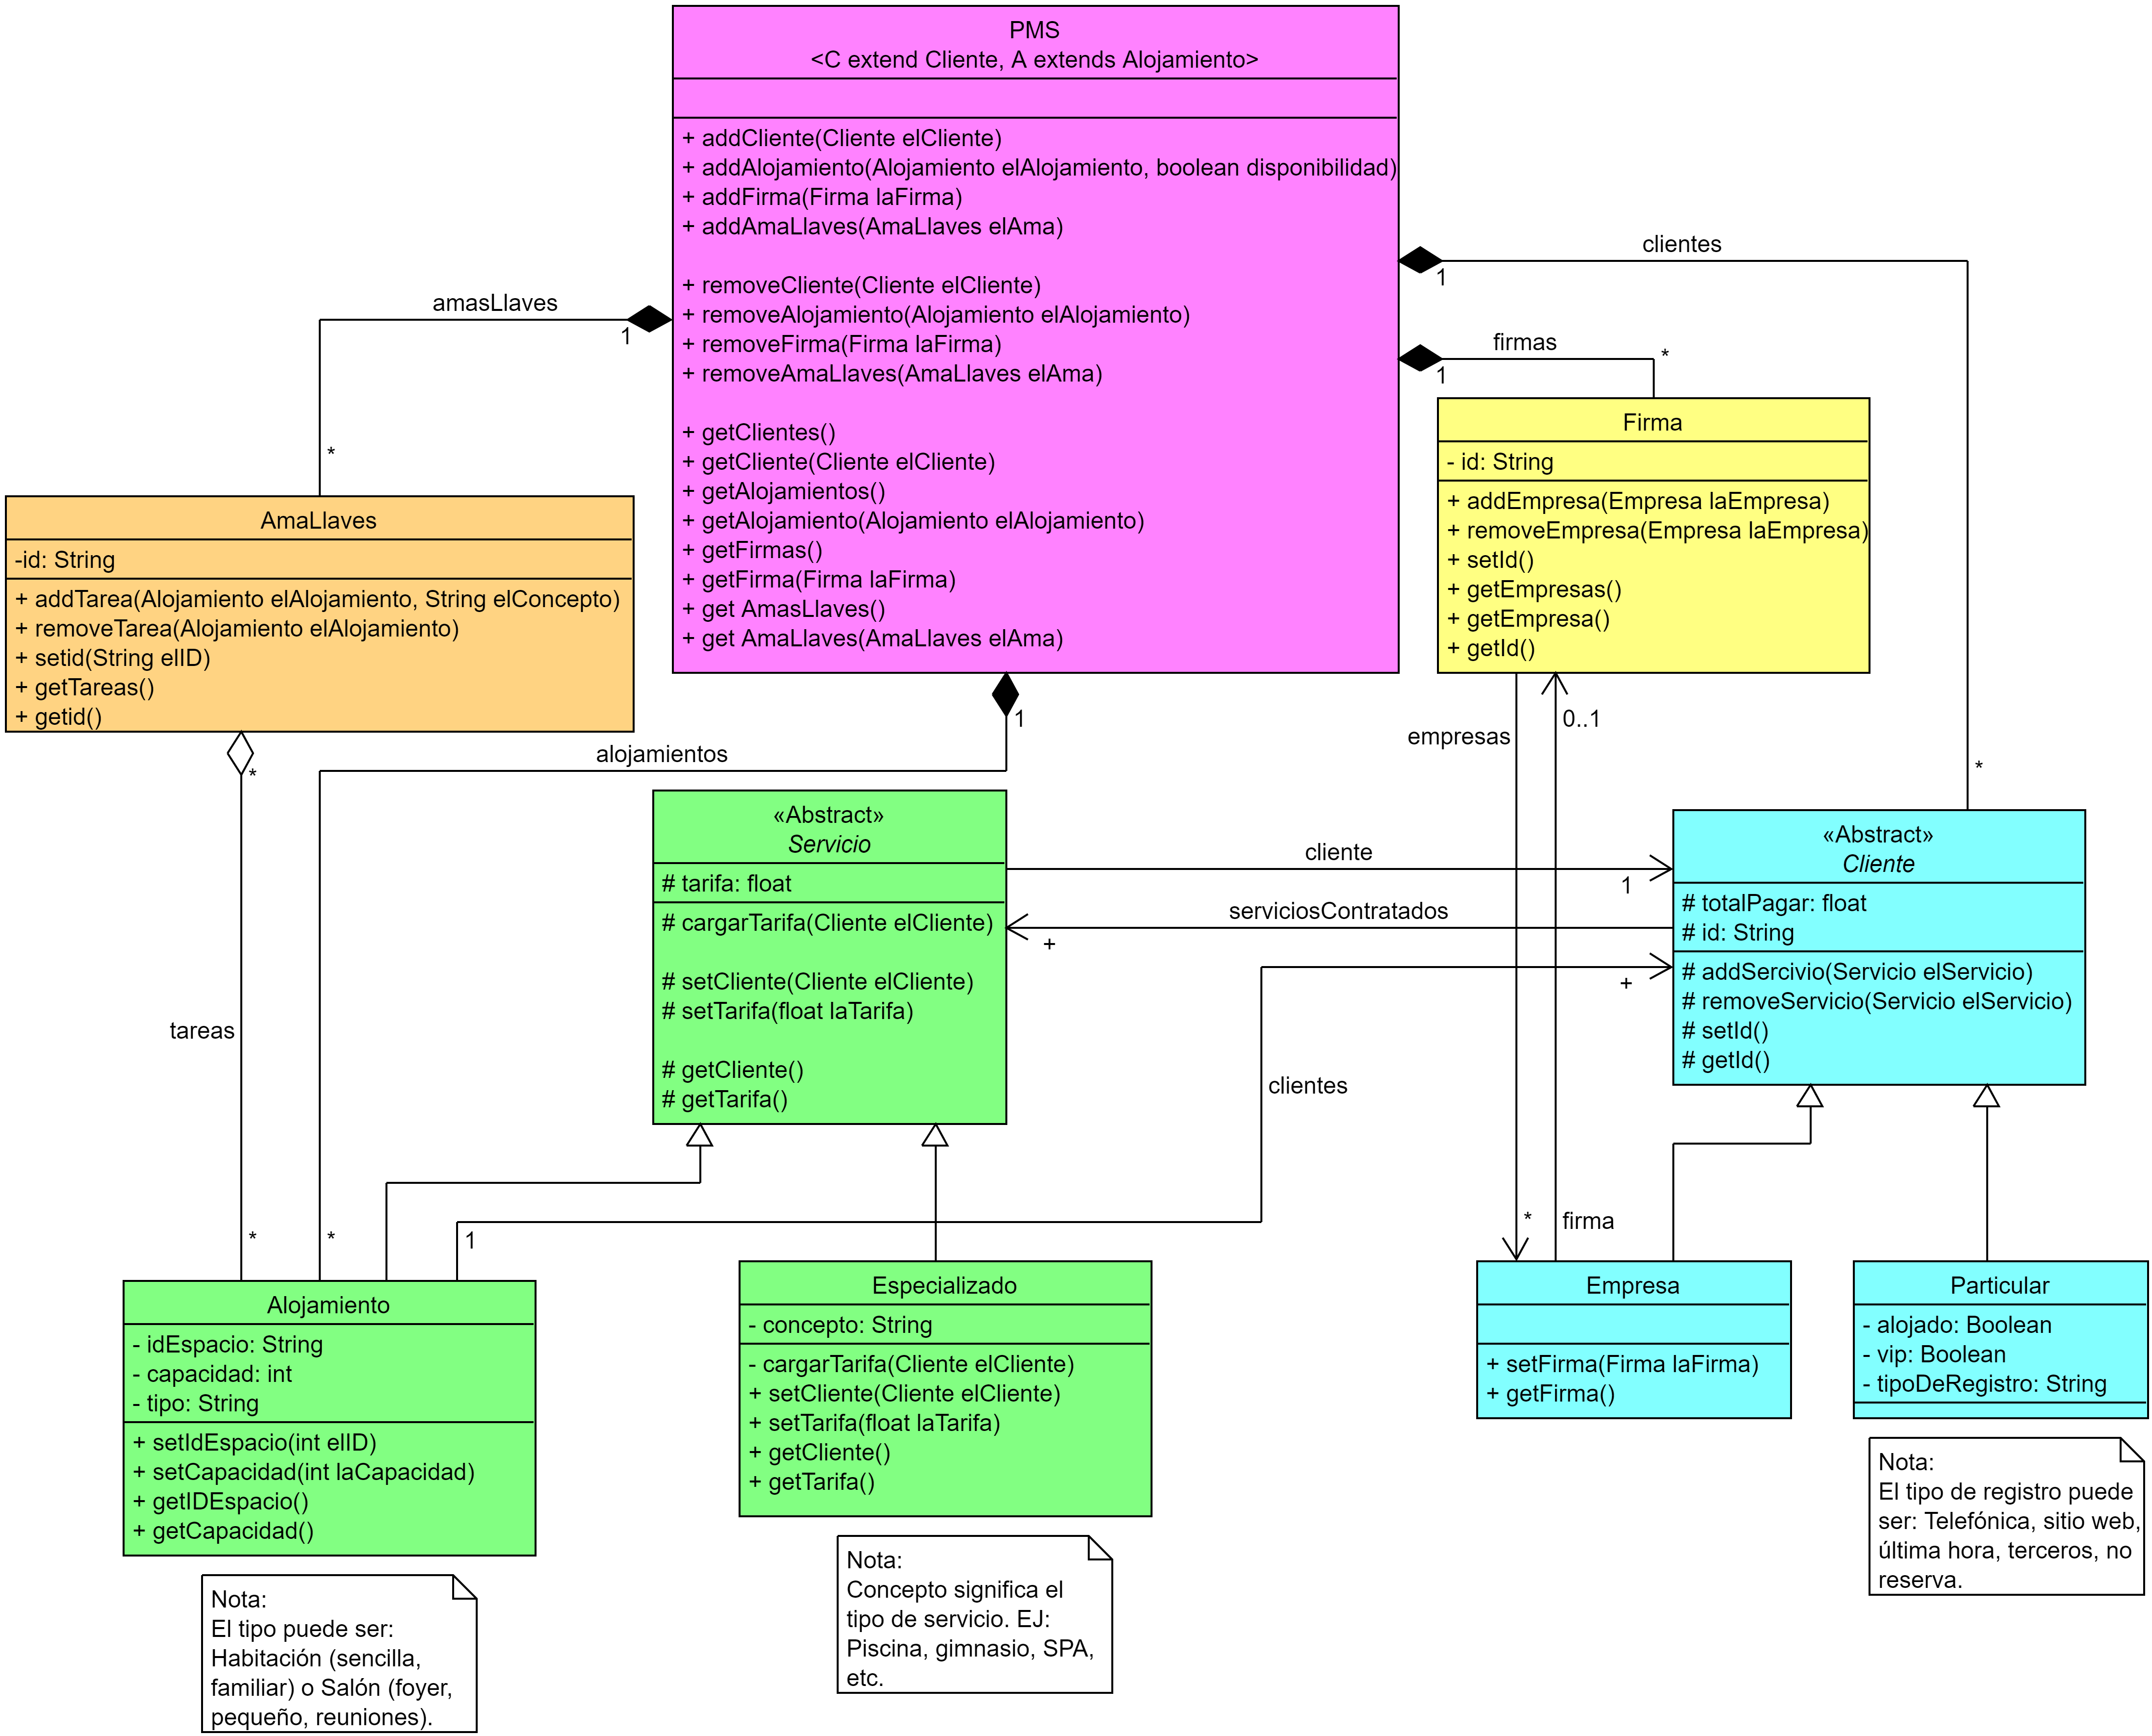 PMS
<C extend Cliente, A extends Alojamiento>
+ addCliente(Cliente elCliente)
+ addAlojamiento(Alojamiento elAlojamiento, boolean disponibilidad)
+ addFirma(Firma laFirma)
+ addAmaLlaves(AmaLlaves elAma)
+ removeCliente(Cliente elCliente)
+ removeAlojamiento(Alojamiento elAlojamiento)
+ removeFirma(Firma laFirma)
+ removeAmaLlaves(AmaLlaves elAma)
+ getClientes()
+ getCliente(Cliente elCliente)
+ getAlojamientos()
+ getAlojamiento(Alojamiento elAlojamiento)
+ getFirmas()
+ getFirma(Firma laFirma)
+ get AmasLlaves()
+ get AmaLlaves(AmaLlaves elAma)
amasLlaves
1
*
clientes
1
*
firmas
1
*
alojamientos
1
*
AmaLlaves
-id: String
+ addTarea(Alojamiento elAlojamiento, String elConcepto)
+ removeTarea(Alojamiento elAlojamiento)
+ setid(String elID)
+ getTareas()
+ getid()
*
tareas
*
Firma
- id: String
+ addEmpresa(Empresa laEmpresa)
+ removeEmpresa(Empresa laEmpresa)
+ setId()
+ getEmpresas()
+ getEmpresa()
+ getId()
empresas
*
0..1
firma
«Abstract»
Servicio
# tarifa: float
# cargarTarifa(Cliente elCliente)
# setCliente(Cliente elCliente)
# setTarifa(float laTarifa)
# getCliente()
# getTarifa()
cliente
1
serviciosContratados
+
clientes
+
1
«Abstract»
Cliente
# totalPagar: float
# id: String
# addSercivio(Servicio elServicio)
# removeServicio(Servicio elServicio)
# setId()
# getId()
Alojamiento
- idEspacio: String
- capacidad: int
- tipo: String
+ setIdEspacio(int elID)
+ setCapacidad(int laCapacidad)
+ getIDEspacio()
+ getCapacidad()
Especializado
- concepto: String
- cargarTarifa(Cliente elCliente)
+ setCliente(Cliente elCliente)
+ setTarifa(float laTarifa)
+ getCliente()
+ getTarifa()
Empresa
+ setFirma(Firma laFirma)
+ getFirma()
Particular
- alojado: Boolean
- vip: Boolean
- tipoDeRegistro: String
Nota:
El tipo puede ser:
Habitación (sencilla,
familiar) o Salón (foyer,
pequeño, reuniones).
Nota:
Concepto significa el
tipo de servicio. EJ:
Piscina, gimnasio, SPA,
etc.
Nota:
El tipo de registro puede
ser: Telefónica, sitio web,
última hora, terceros, no
reserva.